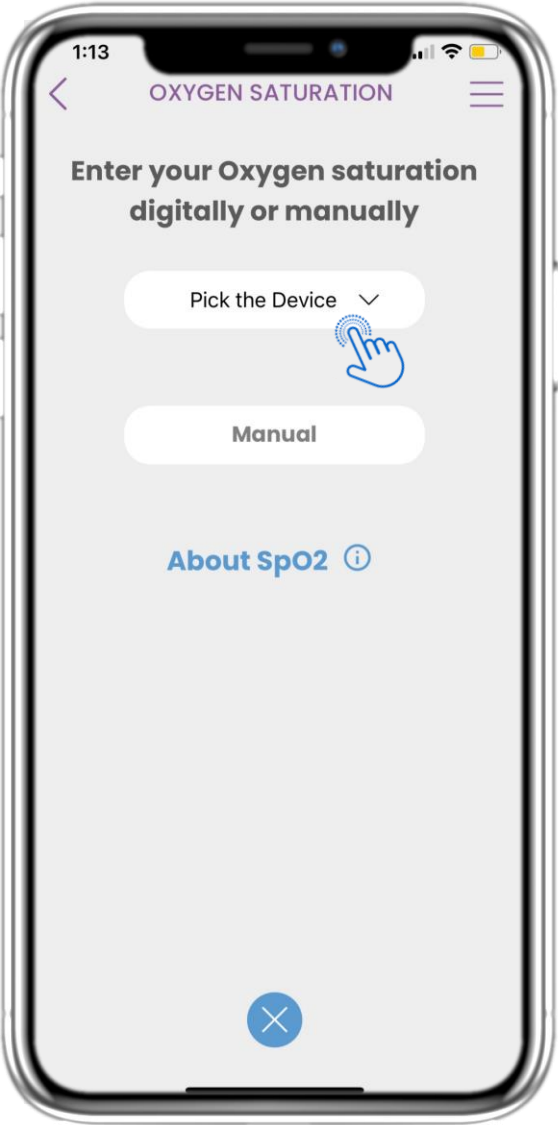 1:13
OXYGEN SATURATION
Enter your Oxygen saturation
digitally or manually
Pick the Device
Manual
About SpO2